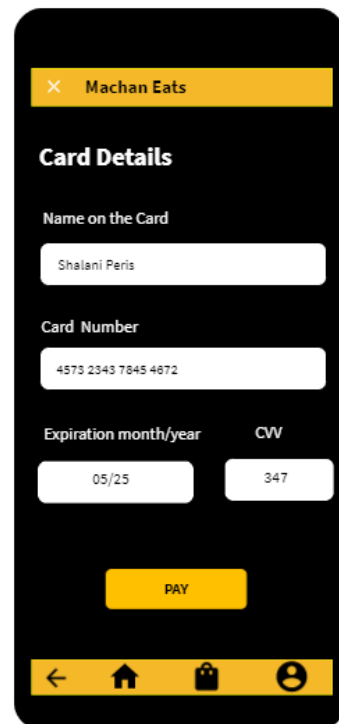 Machan Eats
Card Details
Name on the Card
Shalani Peris
Card Number
4573 2343 7845 4672
Expiration month/year CVV
05/25 347
PAY